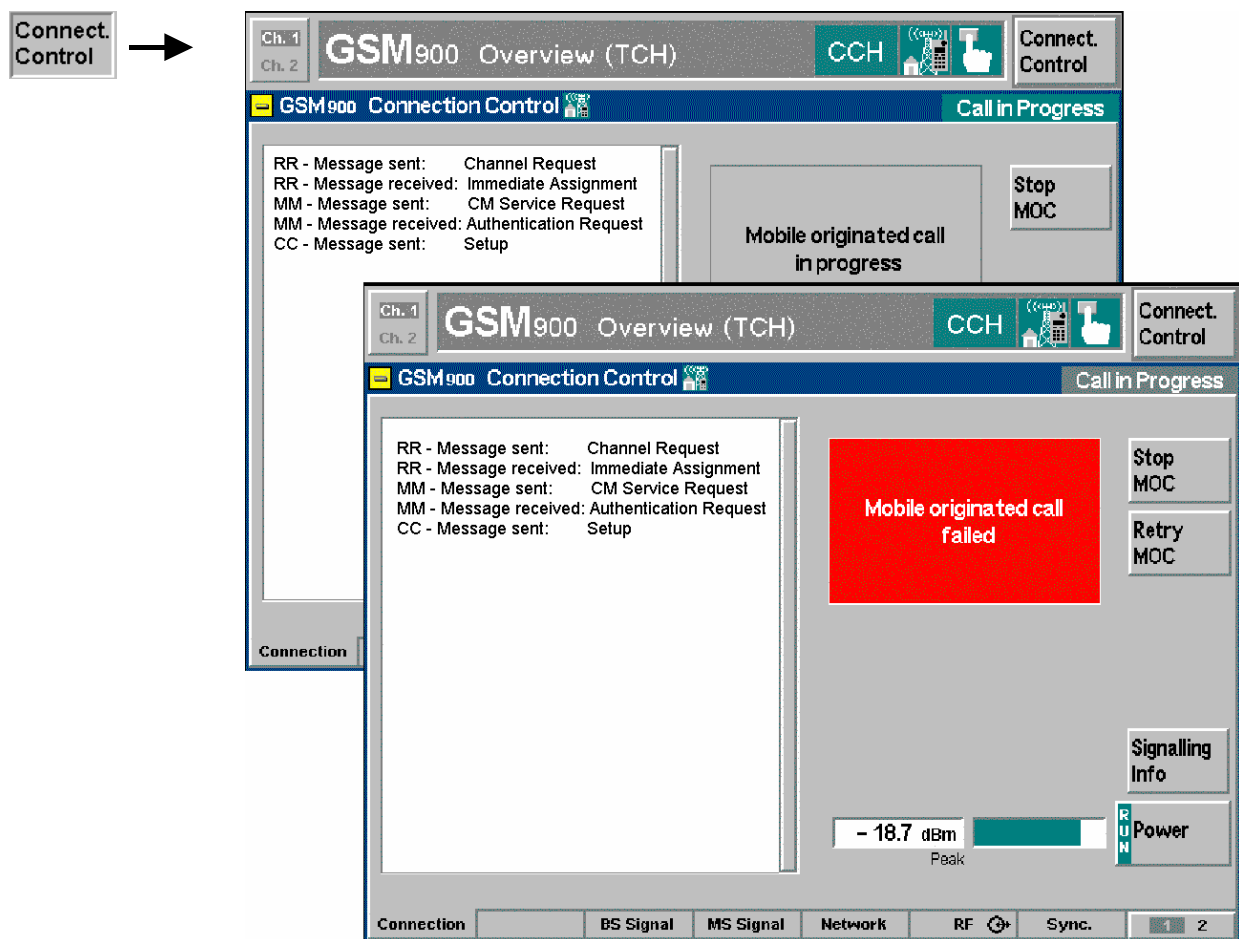 Connect.
Control
Ch. 1
Ch. 2
GSM900 Overview (TCH)
CCH
Connect.
Control
GSM900 Connection Control
Call in Progress
RR - Message sent: Channel Request
RR - Message received: Immediate Assignment
MM - Message sent: CM Service Request
MM - Message received: Authentication Request
CC - Message sent: Setup
Mobile originated call
in progress
Stop
MOC
Connection
Ch. 1
Ch. 2
GSM900 Overview (TCH)
CCH
Connect.
Control
GSM900 Connection Control
Call in Progress
RR - Message sent: Channel Request
RR - Message received: Immediate Assignment
MM - Message sent: CM Service Request
MM - Message received: Authentication Request
CC - Message sent: Setup
Mobile originated call
failed
Stop
MOC
Retry
MOC
Signalling
Info
– 18.7 dBm
Peak
RUN
Power
Connection BS Signal MS Signal Network RF Sync. 1 2